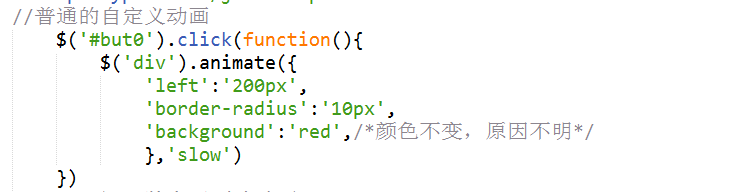 //普通的自定义动画
$('#but0').click(function(){
$('div').animate({
'left':'200px',
'border-radius':'10px',
'background':'red',/*颜色不变，原因不明*/
},'slow')
})